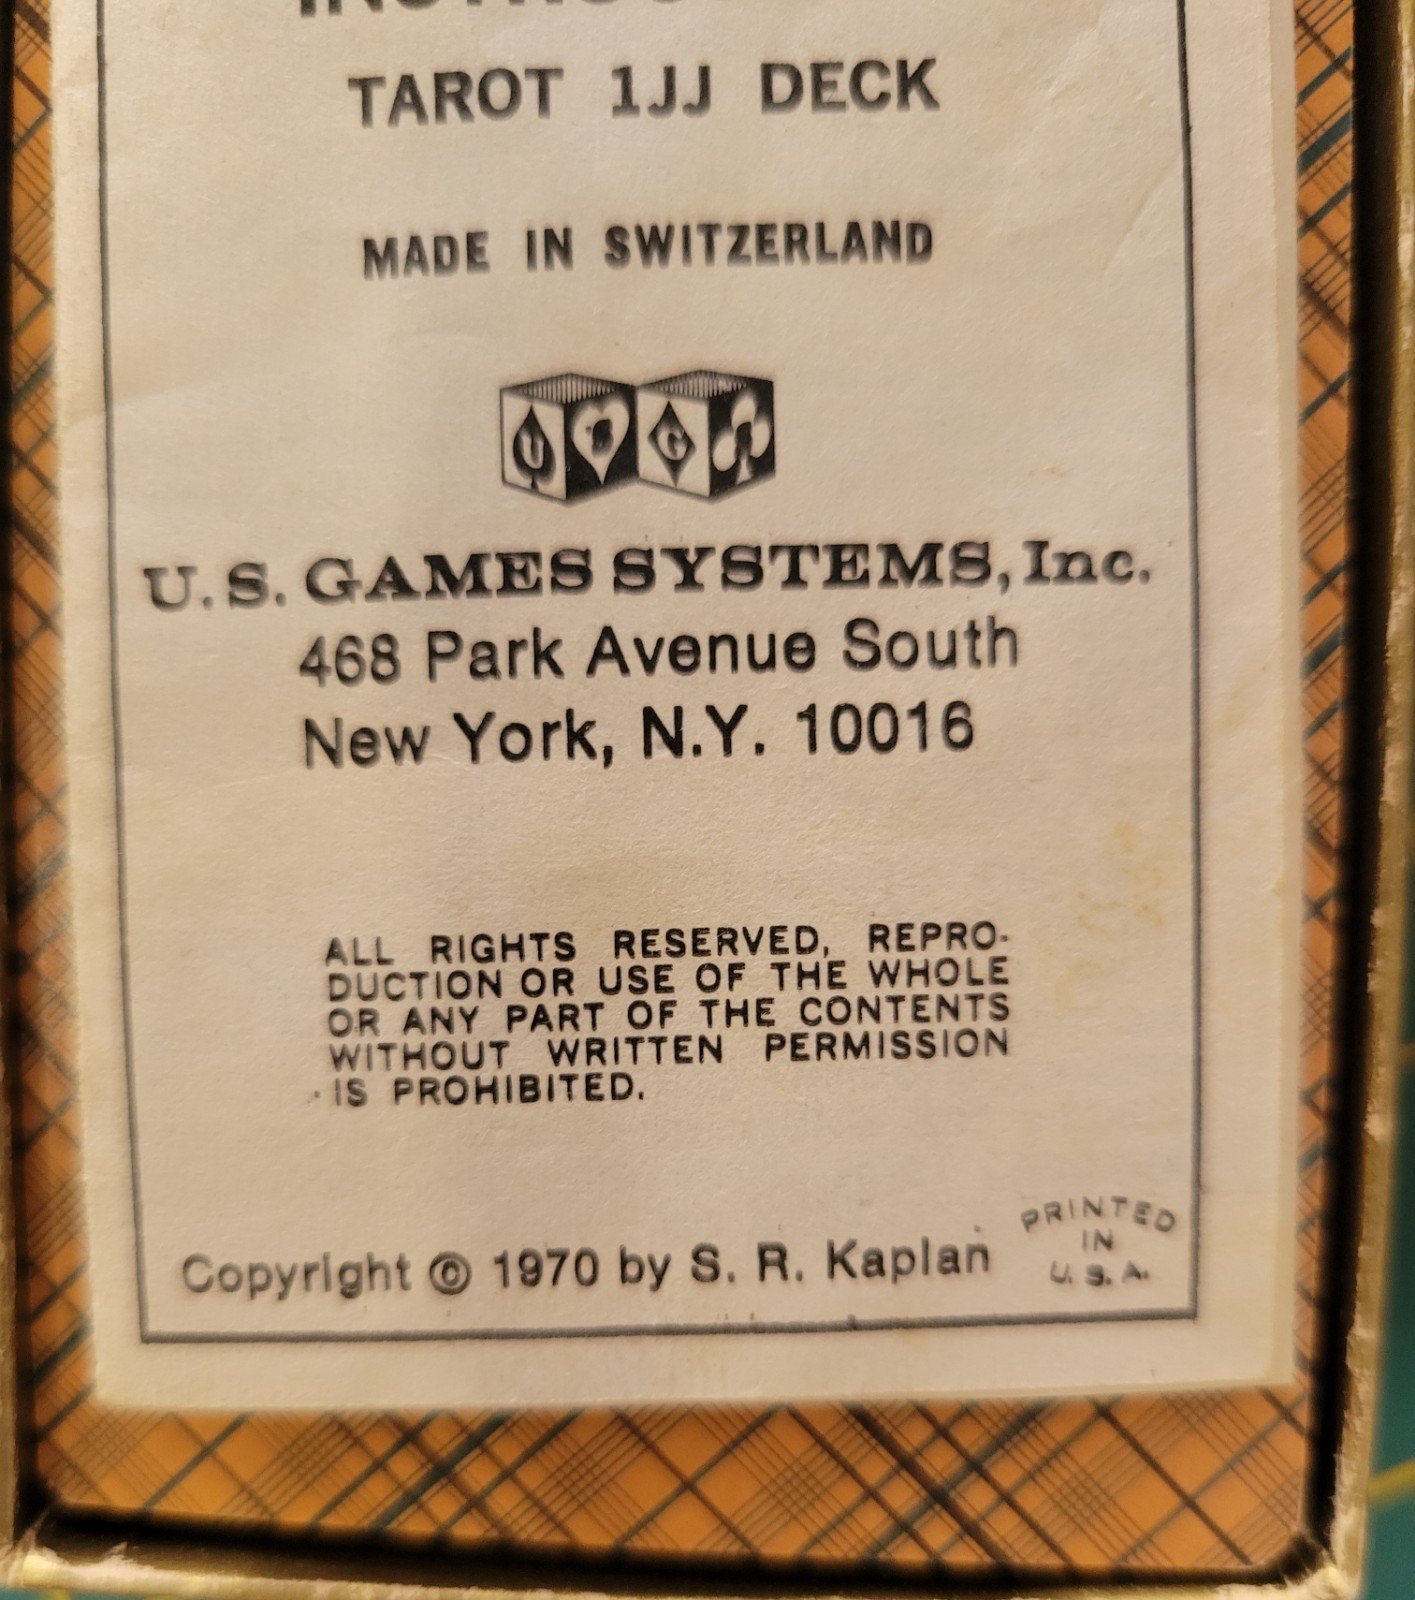 TAROT 1JJ DECK
MADE IN SWITZERLAND
U S G
U.S. GAMES SYSTEMS, Inc.
468 Park Avenue South
New York, N.Y. 10016
ALL RIGHTS RESERVED, REPRO-
DUCTION OR USE OF THE WHOLE
OR ANY PART OF THE CONTENTS
WITHOUT WRITTEN PERMISSION
IS PROHIBITED.
Copyright © 1970 by S. R. Kaplan
PRINTED
IN
U. S. A.